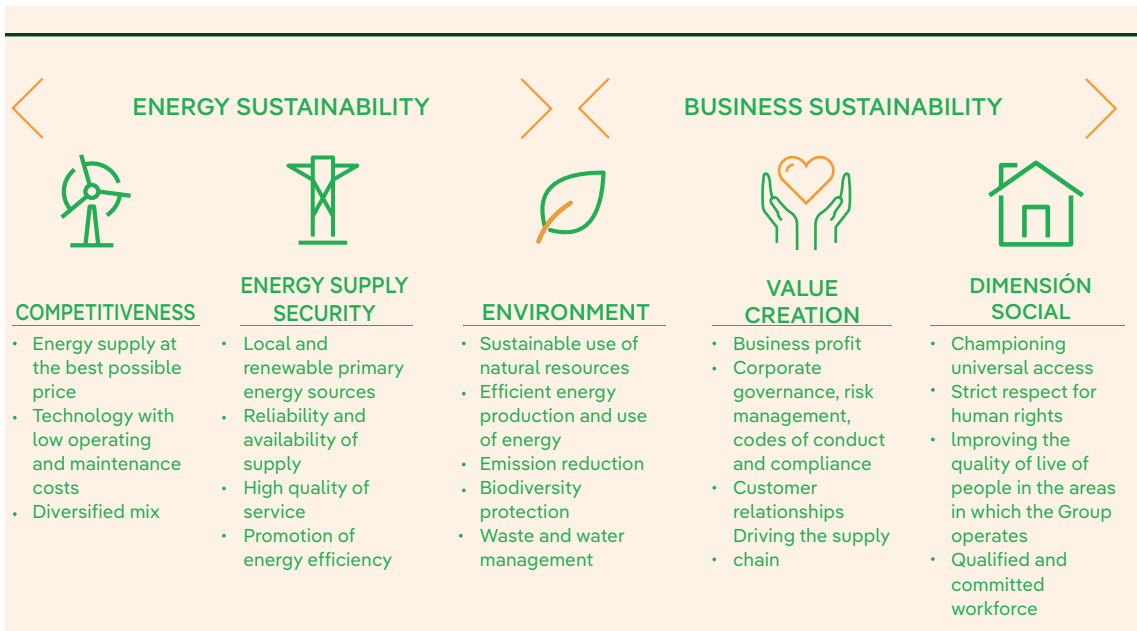 ENERGY SUSTAINABILITY
BUSINESS SUSTAINABILITY
COMPETITIVENESS
• Energy supply at
the best possible
price
• Technology with
low operating
and maintenance
costs
• Diversified mix
ENERGY SUPPLY
SECURITY
• Local and
renewable primary
energy sources
• Reliability and
availability of
supply
• High quality of
service
• Promotion of
energy efficiency
ENVIRONMENT
• Sustainable use of
natural resources
• Efficient energy
production and use
of energy
• Emission reduction
• Biodiversity
protection
• Waste and water
management
VALUE
CREATION
• Business profit
• Corporate
governance, risk
management,
codes of conduct
and compliance
• Customer
relationships
Driving the supply
• chain
DIMENSIÓN
SOCIAL
• Championing
universal access
• Strict respect for
human rights
• Improving the
quality of live of
people in the areas
in which the Group
operates
• Qualified and
committed
workforce